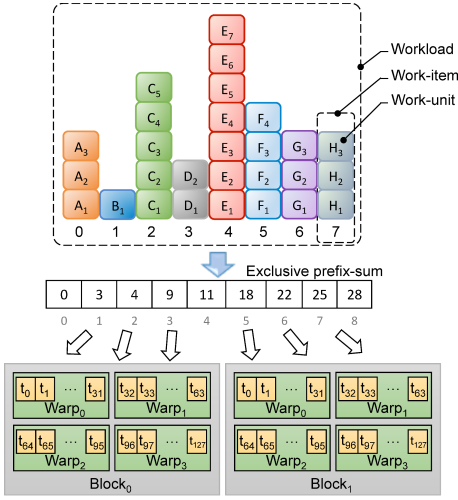 Workload
Work-item
Work-unit
E₇
E₆
C₅ E₅
C₄ E₄ F₄
A₃ C₃ E₃ F₃ G₃ H₃
A₂ C₂ D₂ E₂ F₂ G₂ H₂
A₁ B₁ C₁ D₁ E₁ F₁ G₁ H₁
0 1 2 3 4 5 6 7
Exclusive prefix-sum
0 3 4 9 11 18 22 25 28
0 1 2 3 4 5 6 7 8
t₀ t₁ ... t₃₁ t₃₂ t₃₃ ... t₆₃ t₀ t₁ ... t₃₁ t₃₂ t₃₃ ... t₆₃
Warp₀ Warp₁ Warp₀ Warp₁
t₆₄ t₆₅ ... t₉₅ t₉₆ t₉₇ ... t₁₂₇ t₆₄ t₆₅ ... t₉₅ t₉₆ t₉₇ ... t₁₂₇
Warp₂ Warp₃ Warp₂ Warp₃
Block₀ Block₁